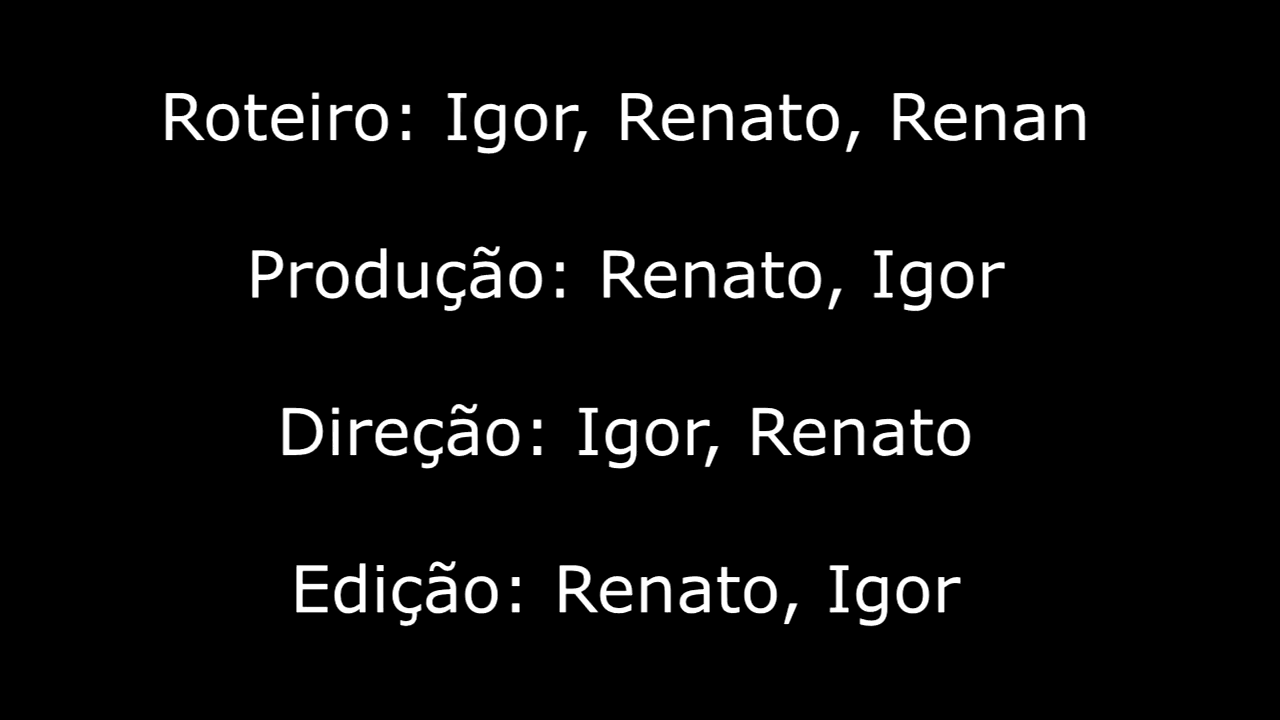 Roteiro: Igor, Renato, Renan
Produção: Renato, Igor
Direção: Igor, Renato
Edição: Renato, Igor